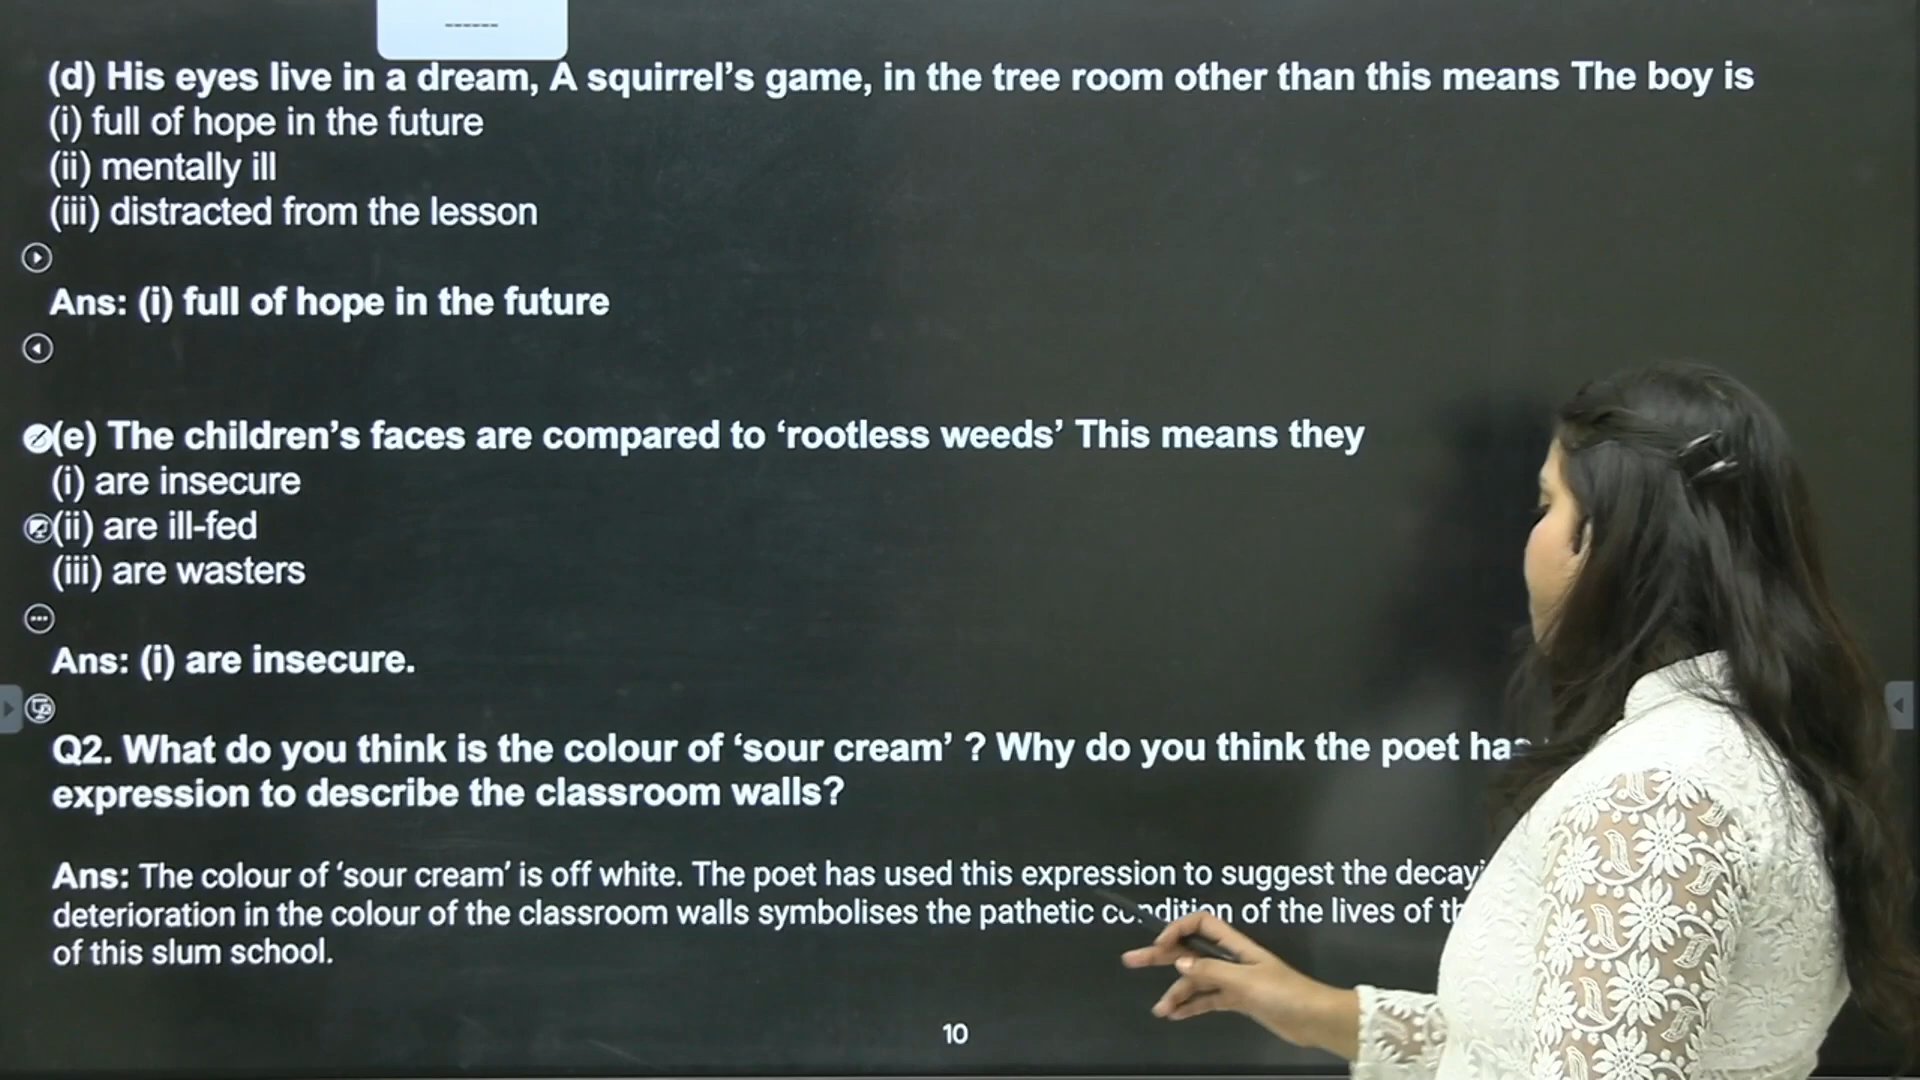 ------
(d) His eyes live in a dream, A squirrel’s game, in the tree room other than this means The boy is
(i) full of hope in the future
(ii) mentally ill
(iii) distracted from the lesson
Ans: (i) full of hope in the future
(e) The children’s faces are compared to ‘rootless weeds’ This means they
(i) are insecure
(ii) are ill-fed
(iii) are wasters
Ans: (i) are insecure.
Q2. What do you think is the colour of ‘sour cream’ ? Why do you think the poet has
expression to describe the classroom walls?
Ans: The colour of ‘sour cream’ is off white. The poet has used this expression to suggest the
deterioration in the colour of the classroom walls symbolises the pathetic condition of the lives of
of this slum school.
10